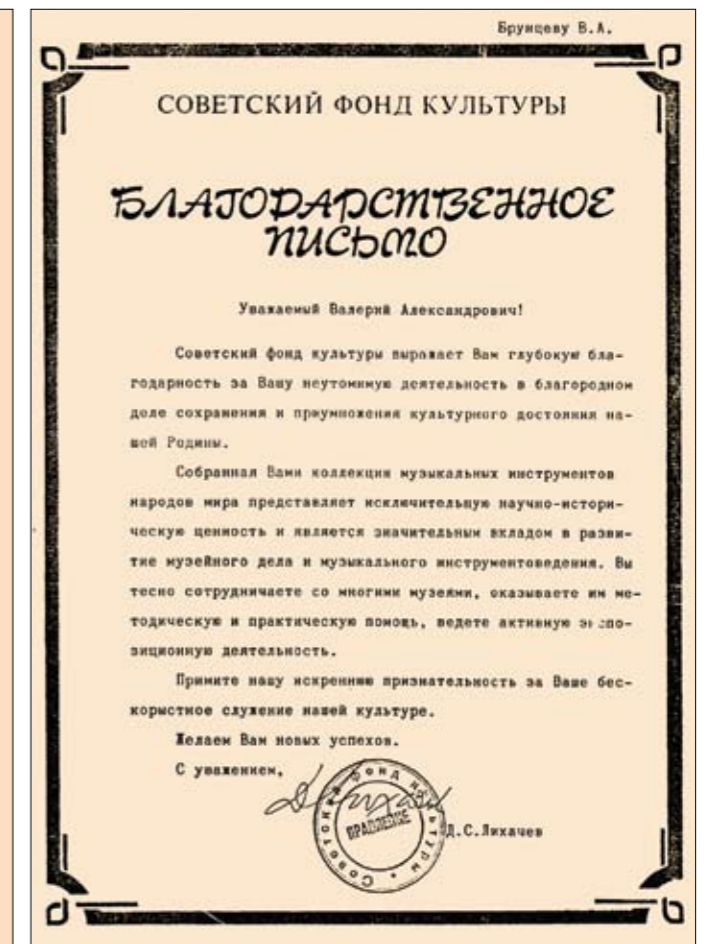 Брунцеву В.А.
СОВЕТСКИЙ ФОНД КУЛЬТУРЫ
БЛАГОДАРСТВЕННОЕ
ПИСЬМО
Уважаемый Валерий Александрович!
Советский фонд культуры выражает Вам глубокую бла-
годарность за Вашу неутомимую деятельность в благородном
деле сохранения и приумножения культурного достояния на-
шей Родины.
Собранная Вами коллекция музыкальных инструментов
народов мира представляет исключительную научно-истори-
ческую ценность и является значительным вкладом в разви-
тие музейного дела и музыкального инструментоведения. Вы
тесно сотрудничаете со многими музеями, оказываете им ме-
тодическую и практическую помощь, ведете активную экспо-
зиционную деятельность.
Примите нашу искреннюю признательность за Ваше бес-
корыстное служение нашей культуре.
Желаем Вам новых успехов.
С уважением,
Советский фонд культуры
ПРАВЛЕНИЕ
Д.С.Лихачев